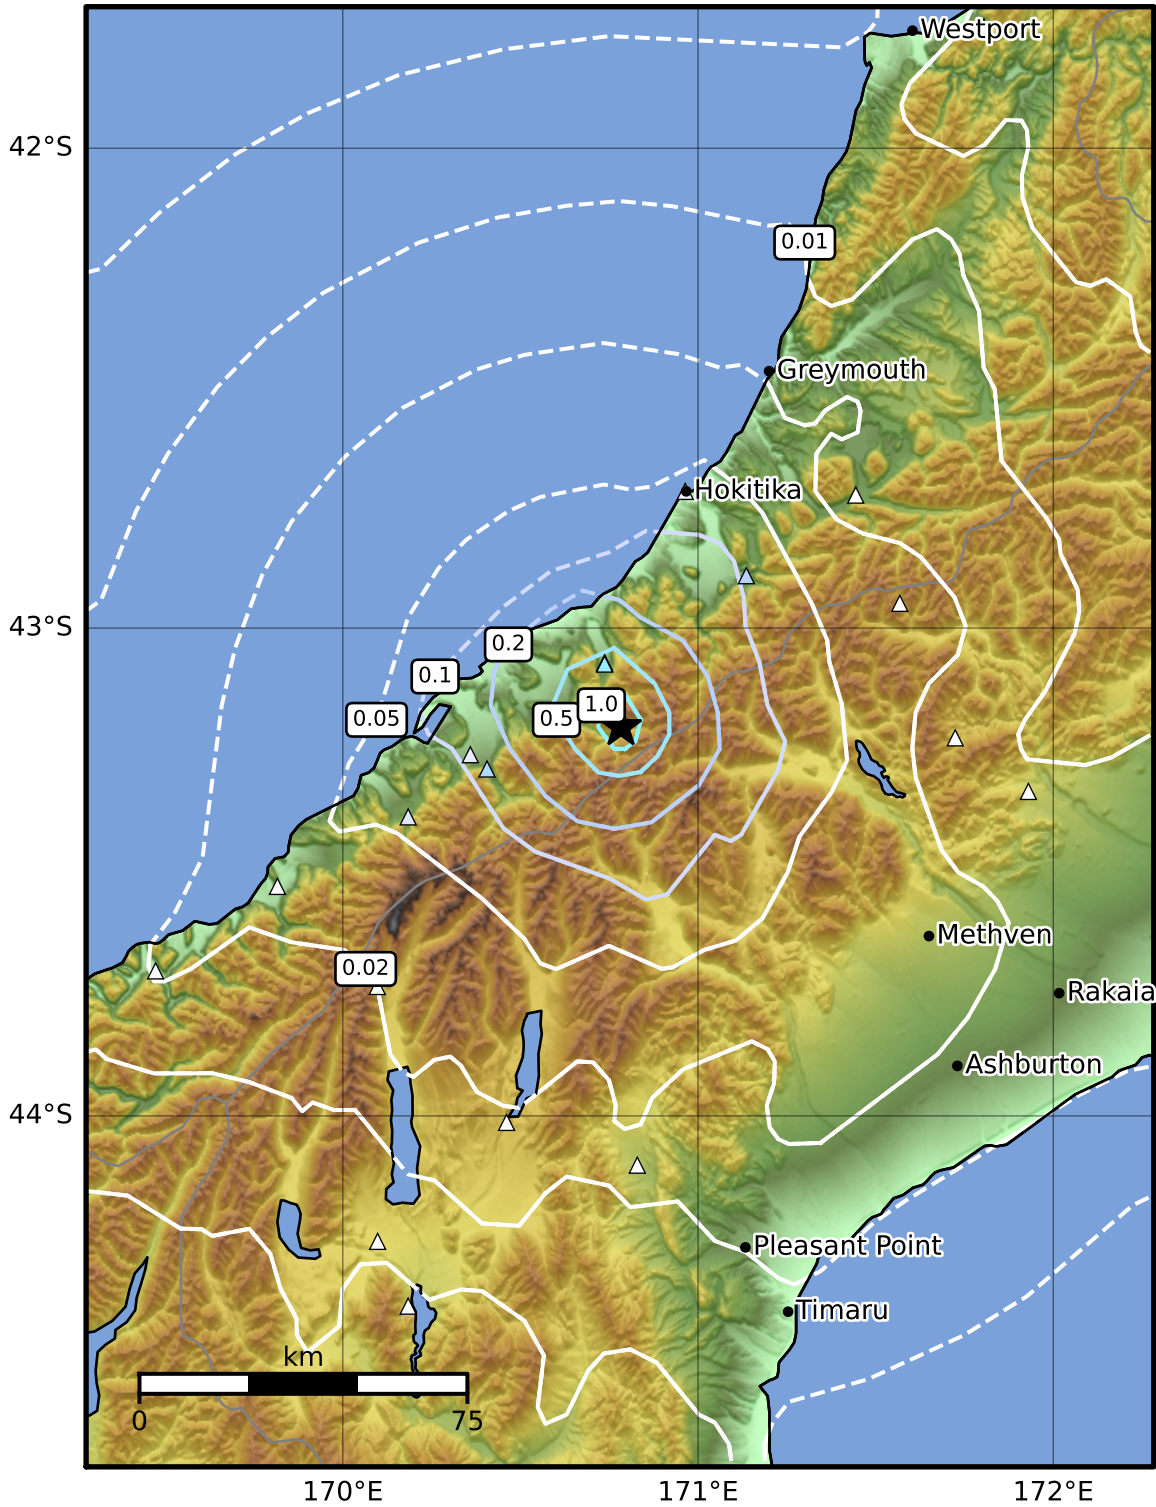 Westport
42°S
0.01
Greymouth
Hokitika
43°S
0.2
0.1
1.0
0.05
0.5
Methven
0.02
Rakaia
Ashburton
44°S
Pleasant Point
Timaru
km
0 75
170°E 171°E 172°E